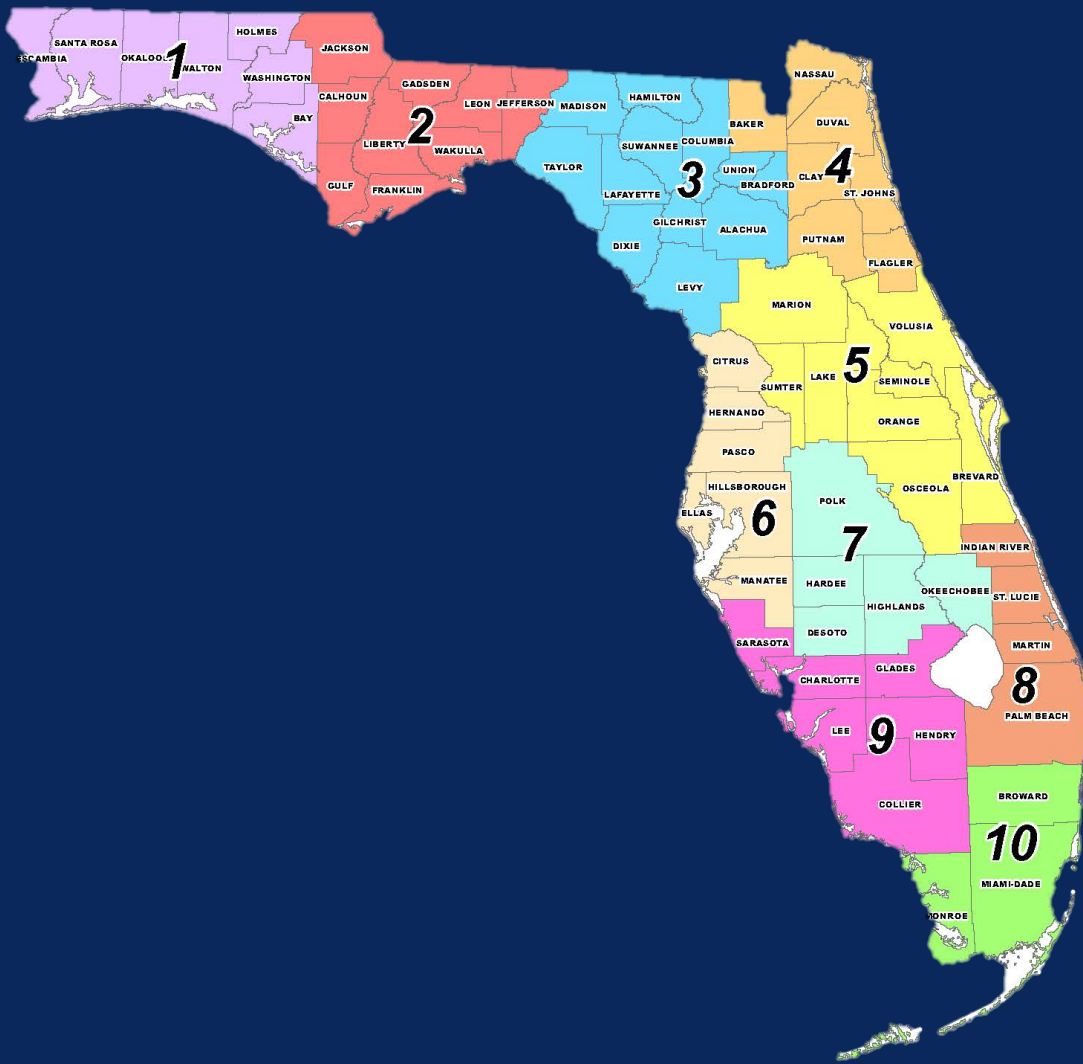 HOLMES
SANTA ROSA
JACKSON
ESCAMBIA
OKALOO
WALTON
1
WASHINGTON
CALHOUN
GADSDEN
BAY
LEON
JEFFERSON
2
LIBERTY
WAKULLA
GULF
FRANKLIN
MADISON
HAMILTON
SUWANNEE
COLUMBIA
TAYLOR
UNION
BRADFORD
3
LAFAYETTE
GILCHRIST
ALACHUA
DIXIE
LEVY
NASSAU
BAKER
DUVAL
CLAY
4
ST. JOHNS
PUTNAM
FLAGLER
MARION
VOLUSIA
5
LAKE
SUMTER
SEMINOLE
ORANGE
OSCEOLA
BREVARD
CITRUS
HERNANDO
PASCO
HILLSBOROUGH
ELLAS
6
MANATEE
POLK
7
HARDEE
HIGHLANDS
OKEECHOBEE
DESOTO
INDIAN RIVER
ST. LUCIE
MARTIN
8
PALM BEACH
SARASOTA
CHARLOTTE
GLADES
LEE
9
HENDRY
COLLIER
BROWARD
10
MIAMI-DADE
MONROE